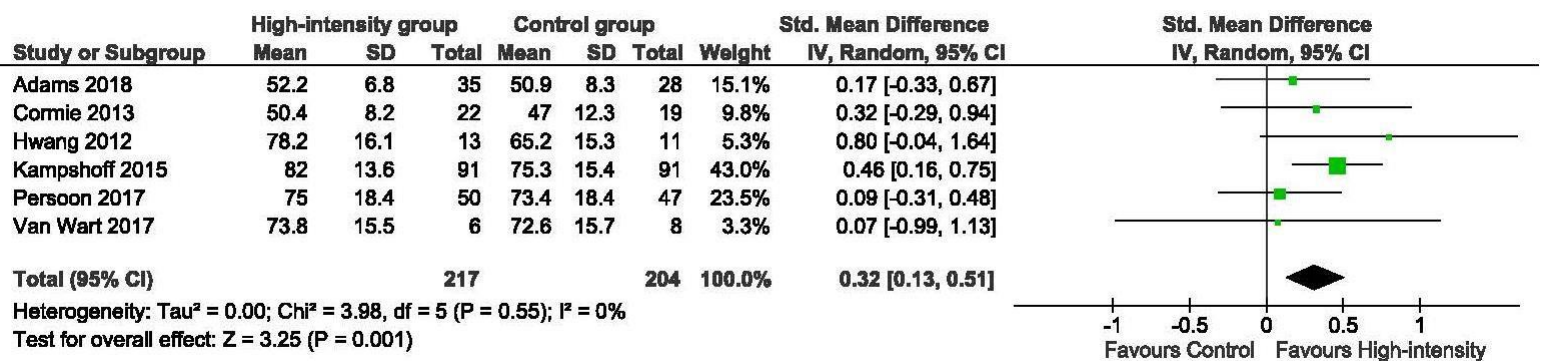 High-intensity group Control group Std. Mean Difference Std. Mean Difference
Study or Subgroup Mean SD Total Mean SD Total Weight IV, Random, 95% CI IV, Random, 95% CI
Adams 2018 52.2 6.8 35 50.9 8.3 28 15.1% 0.17 [-0.33, 0.67]
Cormie 2013 50.4 8.2 22 47 12.3 19 9.8% 0.32 [-0.29, 0.94]
Hwang 2012 78.2 16.1 13 65.2 15.3 11 5.3% 0.80 [-0.04, 1.64]
Kampshoff 2015 82 13.6 91 75.3 15.4 91 43.0% 0.46 [0.16, 0.75]
Persoon 2017 75 18.4 50 73.4 18.4 47 23.5% 0.09 [-0.31, 0.48]
Van Wart 2017 73.8 15.5 6 72.6 15.7 8 3.3% 0.07 [-0.99, 1.13]
Total (95% CI) 217 204 100.0% 0.32 [0.13, 0.51]
Heterogeneity: Tau² = 0.00; Chi² = 3.98, df = 5 (P = 0.55); I² = 0%
Test for overall effect: Z = 3.25 (P = 0.001)
-1 -0.5 0 0.5 1
Favours Control Favours High-intensity